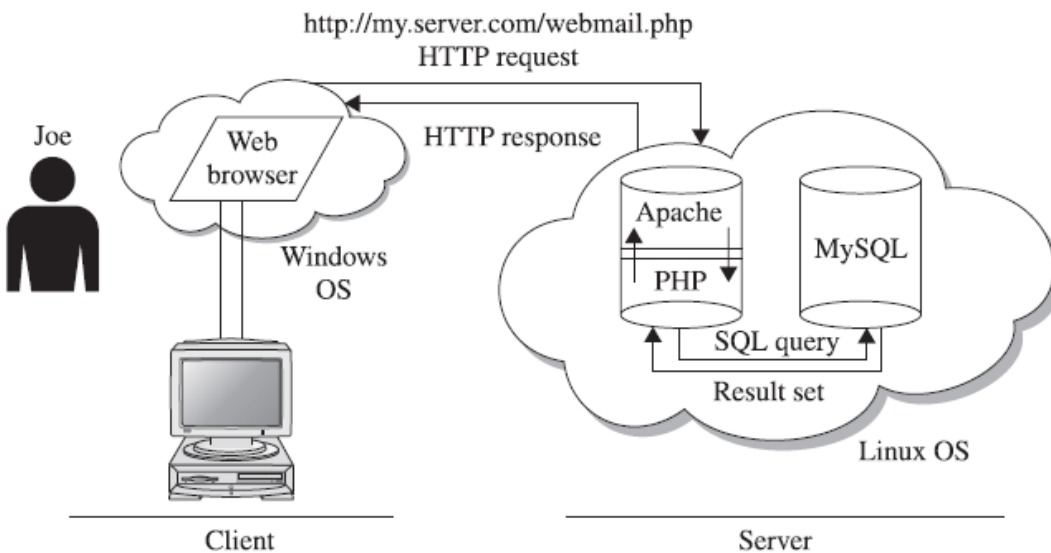 http://my.server.com/webmail.php
HTTP request
HTTP response
Joe
Web
browser
Windows
OS
Apache
PHP
MySQL
SQL query
Result set
Linux OS
Client
Server